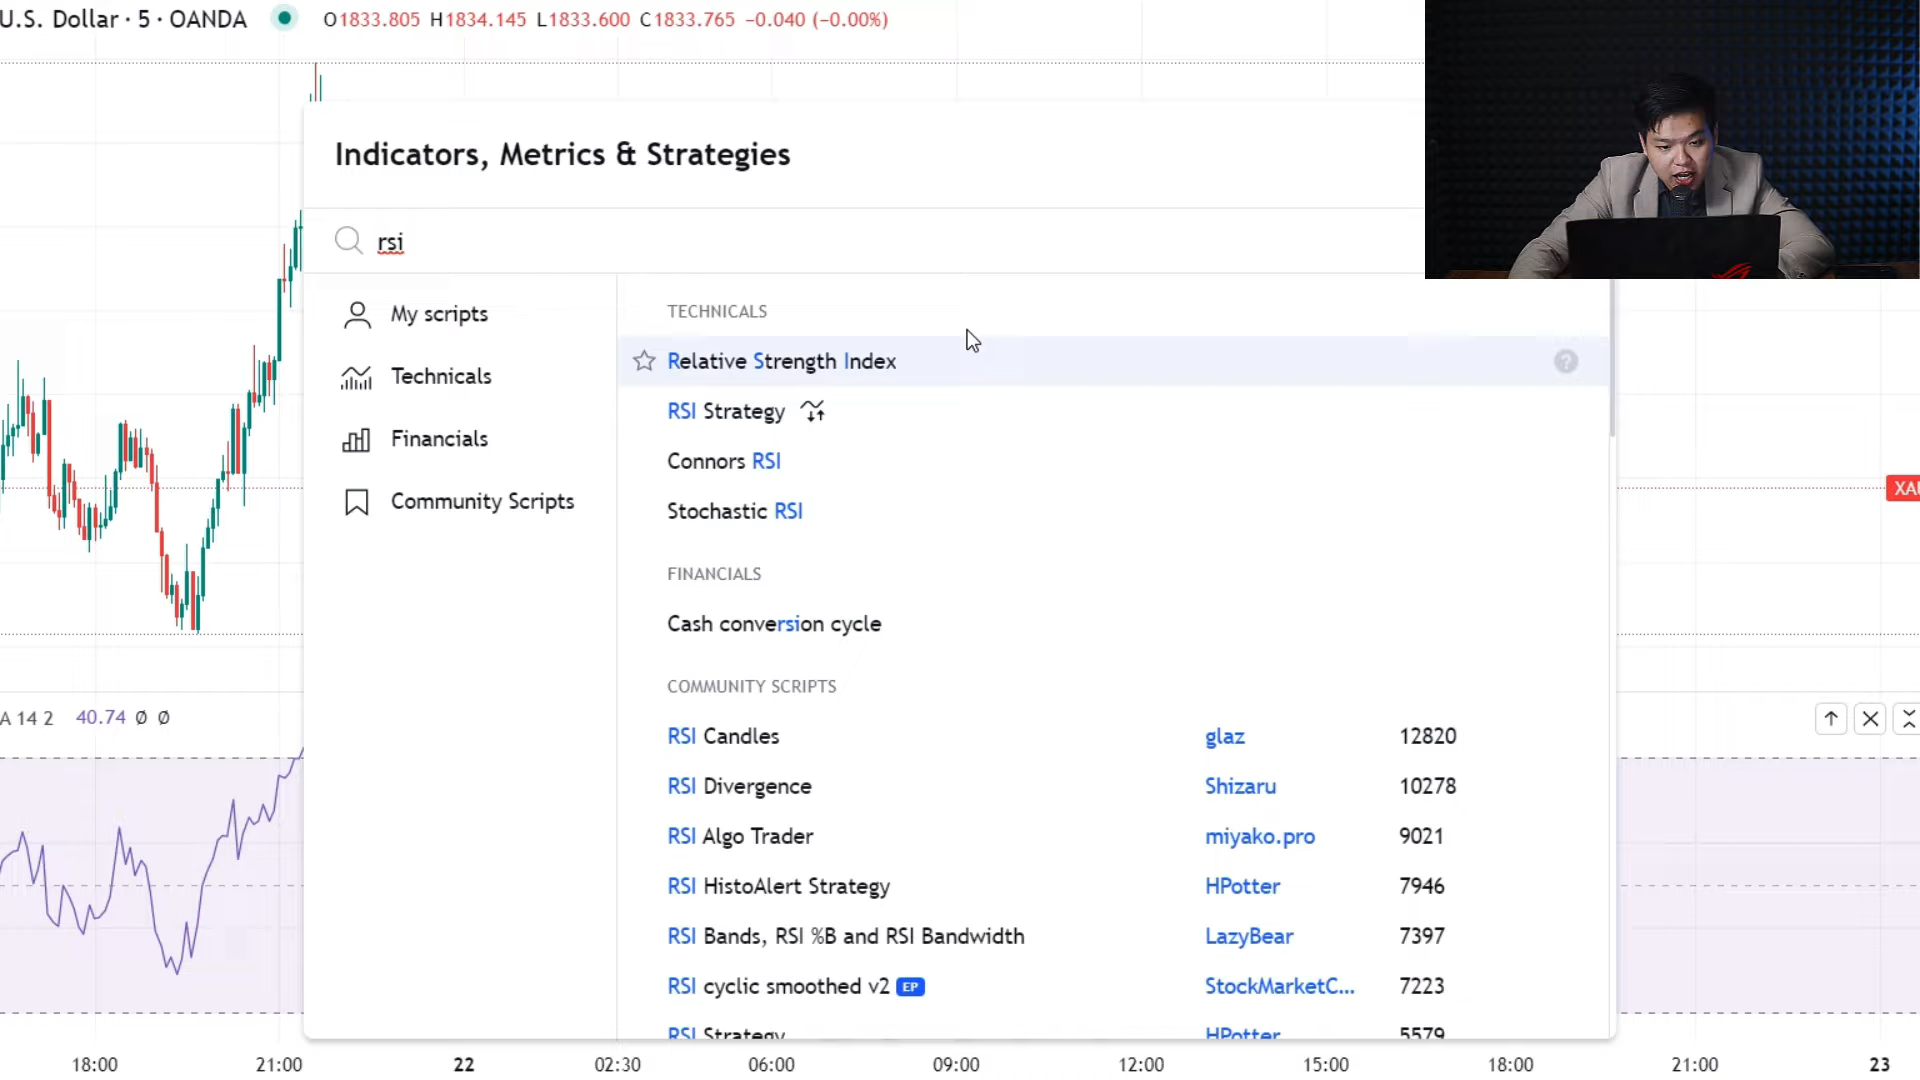 U.S. Dollar · 5 · OANDA O1833.805 H1834.145 L1833.600 C1833.765 −0.040 (−0.00%)
Indicators, Metrics & Strategies
rsi
My scripts
Technicals
Financials
Community Scripts
TECHNICALS
Relative Strength Index
RSI Strategy
Connors RSI
Stochastic RSI
FINANCIALS
Cash conversion cycle
COMMUNITY SCRIPTS
RSI Candles glaz 12820
RSI Divergence Shizaru 10278
RSI Algo Trader miyako.pro 9021
RSI HistoAlert Strategy HPotter 7946
RSI Bands, RSI %B and RSI Bandwidth LazyBear 7397
RSI cyclic smoothed v2 EP StockMarketC... 7223
RSI Strategy HPotter 5579
XA
A 14 2 40.74 Ø Ø
18:00 21:00 22 02:30 06:00 09:00 12:00 15:00 18:00 21:00 23